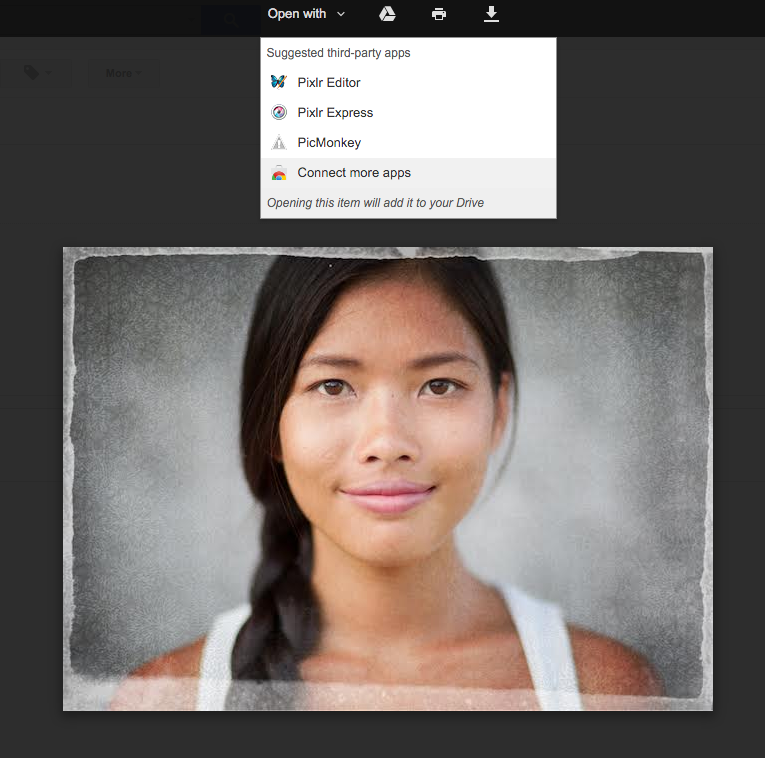 Open with
More
Suggested third-party apps
Pixlr Editor
Pixlr Express
PicMonkey
Connect more apps
Opening this item will add it to your Drive